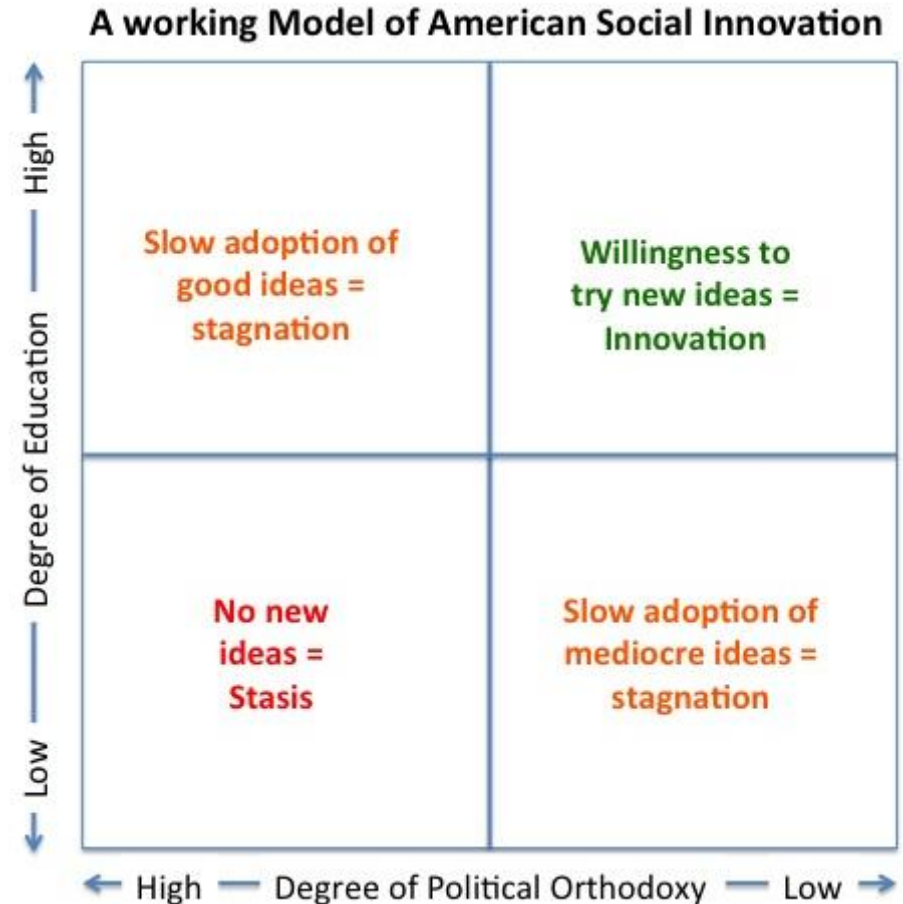 A working Model of American Social Innovation
High
Degree of Education
Low
Slow adoption of
good ideas =
stagnation
Willingness to
try new ideas =
Innovation
No new
ideas =
Stasis
Slow adoption of
mediocre ideas =
stagnation
High
Degree of Political Orthodoxy
Low